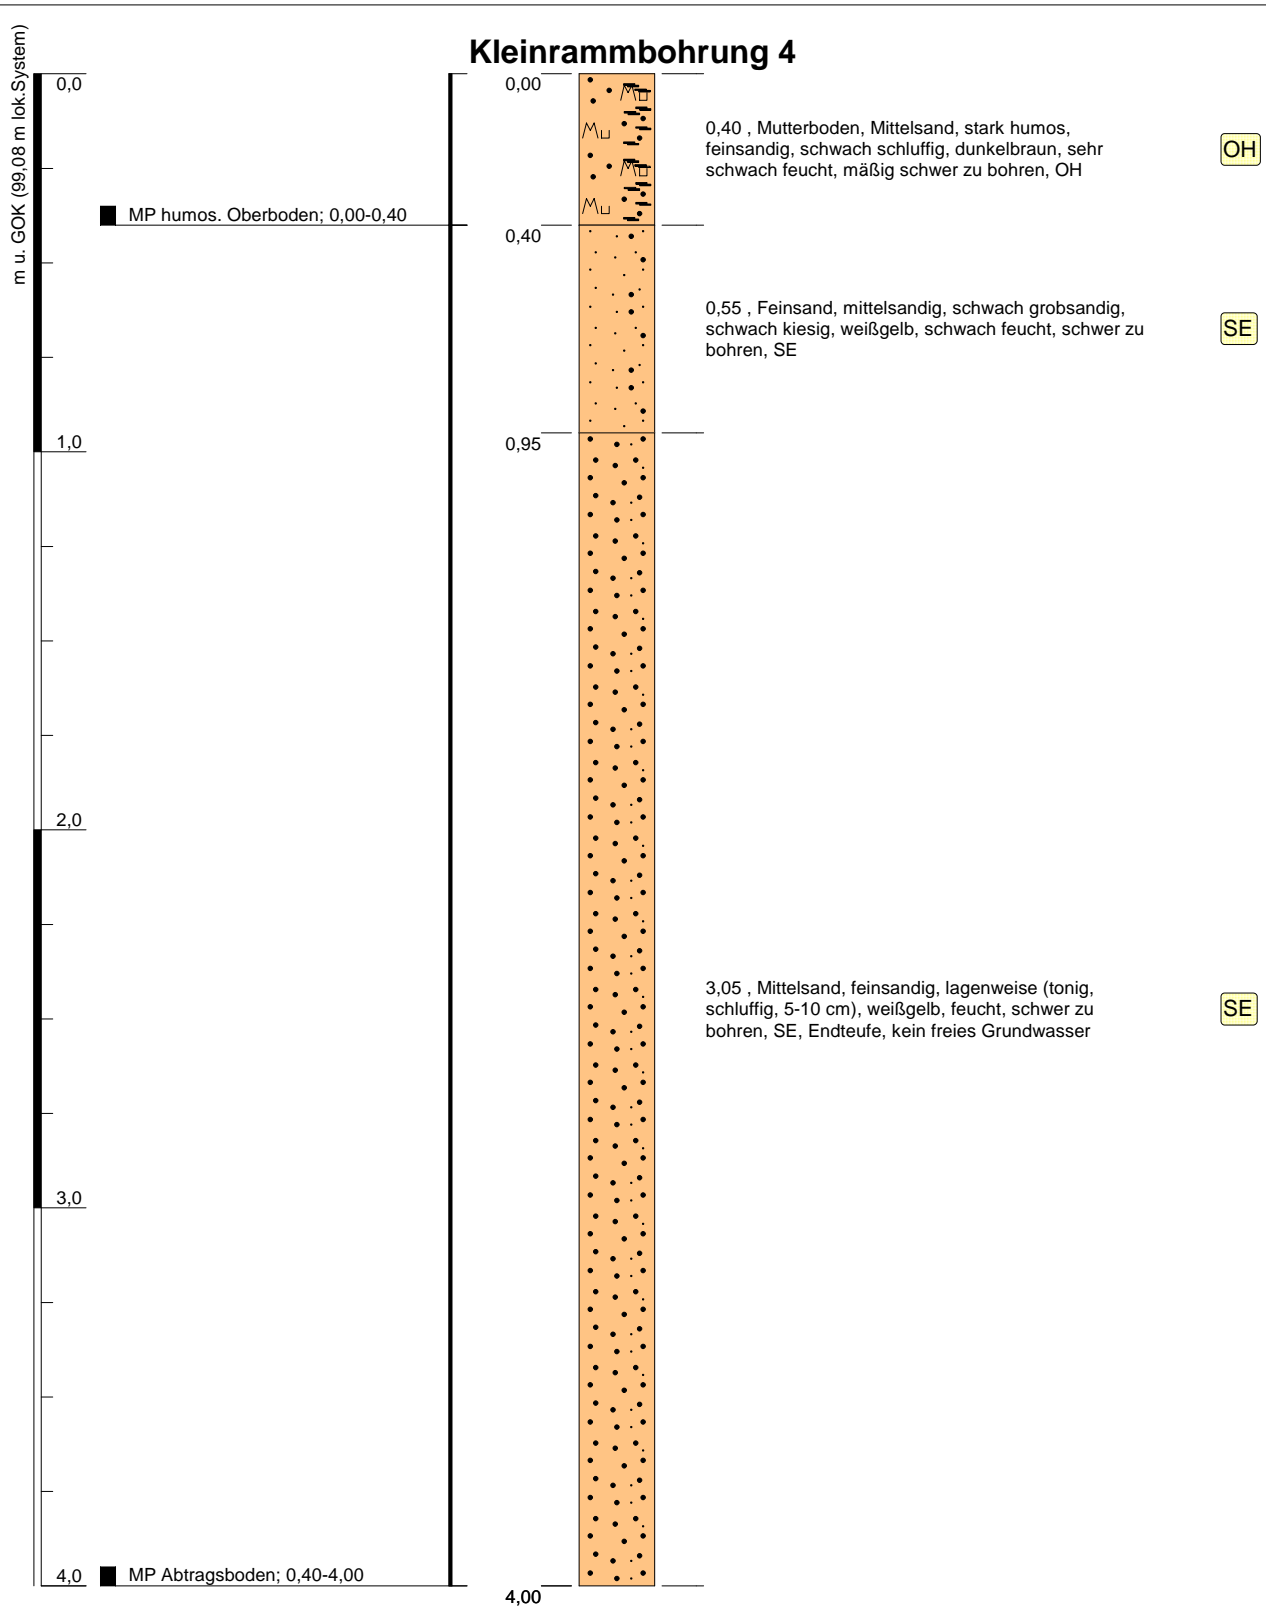 Kleinrammbohrung 4
m u. GOK (99,08 m lok.System)
0,0
0,00
0,40 , Mutterboden, Mittelsand, stark humos,
feinsandig, schwach schluffig, dunkelbraun, sehr
schwach feucht, mäßig schwer zu bohren, OH
OH
Mu
Mu
Mu
Mu
MP humos. Oberboden; 0,00-0,40
0,40
0,55 , Feinsand, mittelsandig, schwach grobsandig,
schwach kiesig, weißgelb, schwach feucht, schwer zu
bohren, SE
SE
1,0
0,95
2,0
3,05 , Mittelsand, feinsandig, lagenweise (tonig,
schluffig, 5-10 cm), weißgelb, feucht, schwer zu
bohren, SE, Endteufe, kein freies Grundwasser
SE
3,0
4,0
MP Abtragsboden; 0,40-4,00
4,00